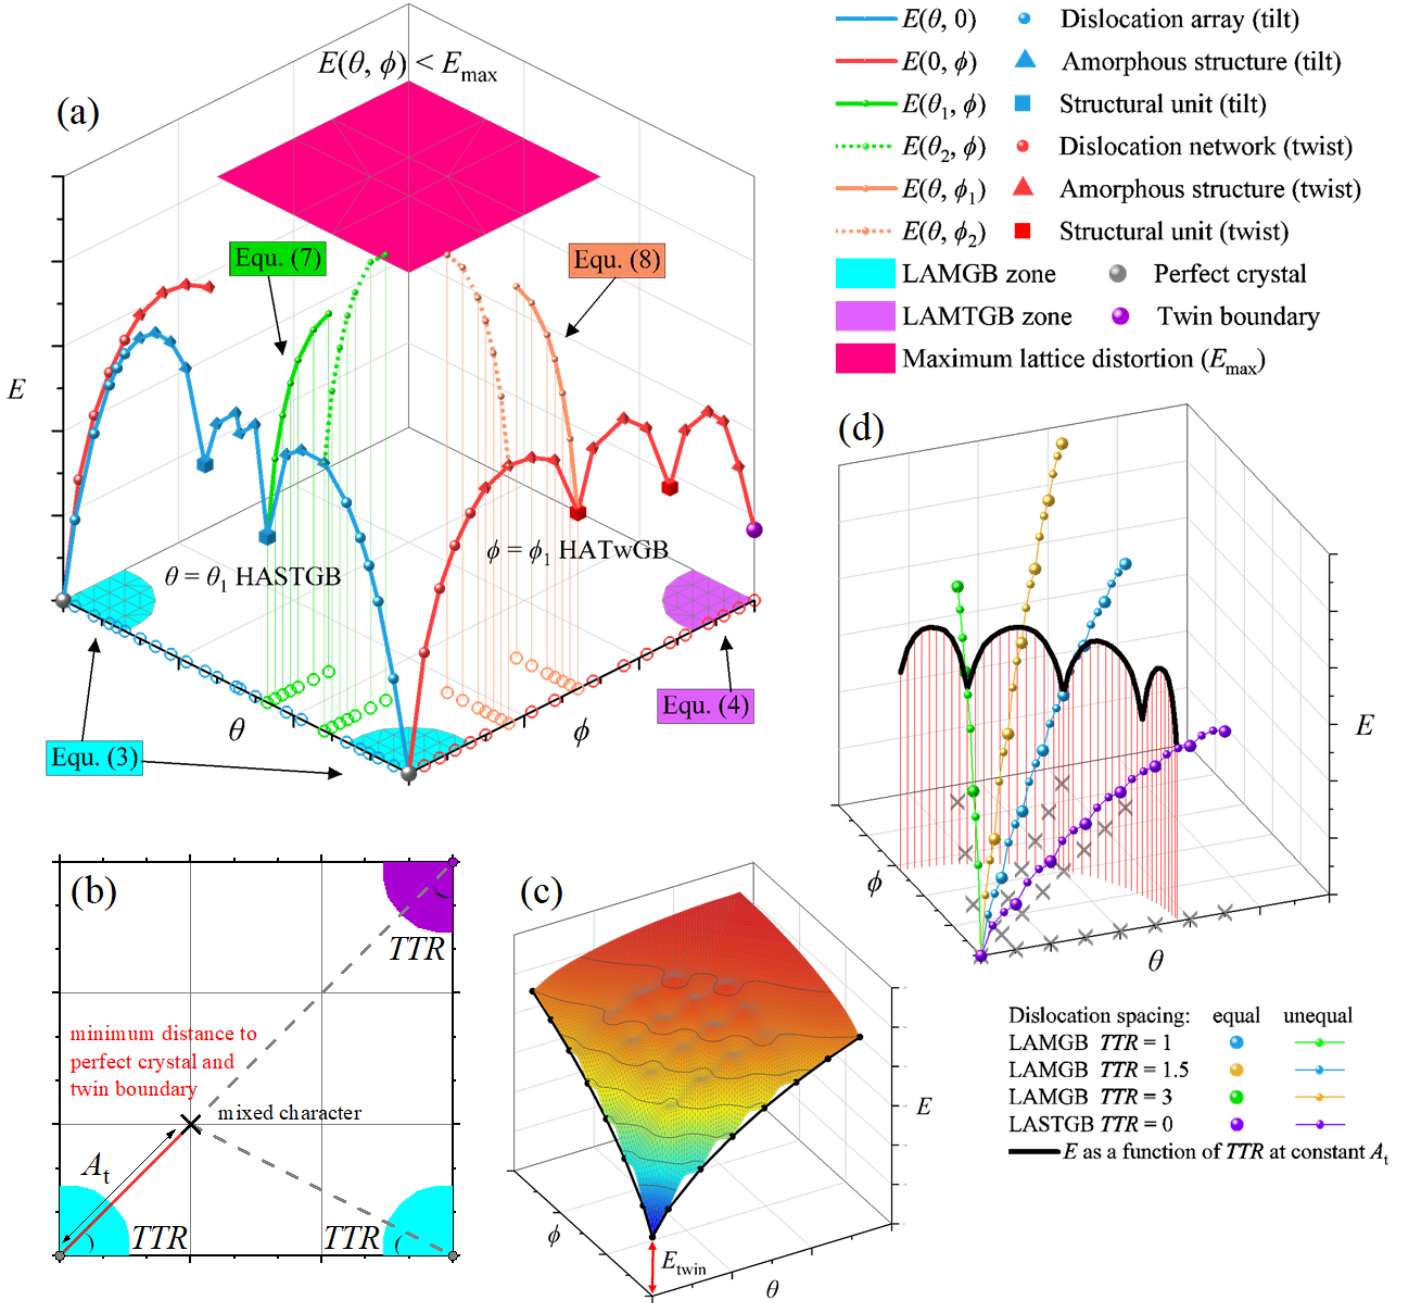 (a)
E(θ, ϕ) < Emax
Equ. (7)
Equ. (8)
E
θ = θ1 HASTGB
ϕ = ϕ1 HATwGB
Equ. (3)
Equ. (4)
θ
ϕ
E(θ, 0)
Dislocation array (tilt)
E(0, ϕ)
Amorphous structure (tilt)
E(θ1, ϕ)
Structural unit (tilt)
E(θ2, ϕ)
Dislocation network (twist)
E(θ, ϕ1)
Amorphous structure (twist)
E(θ, ϕ2)
Structural unit (twist)
LAMGB zone
Perfect crystal
LAMTGB zone
Twin boundary
Maximum lattice distortion (Emax)
(b)
TTR
minimum distance to
perfect crystal and
twin boundary
mixed character
At
TTR
TTR
(c)
E
ϕ
Etwin
θ
(d)
E
ϕ
θ
Dislocation spacing: equal unequal
LAMGB TTR = 1
LAMGB TTR = 1.5
LAMGB TTR = 3
LASTGB TTR = 0
E as a function of TTR at constant At